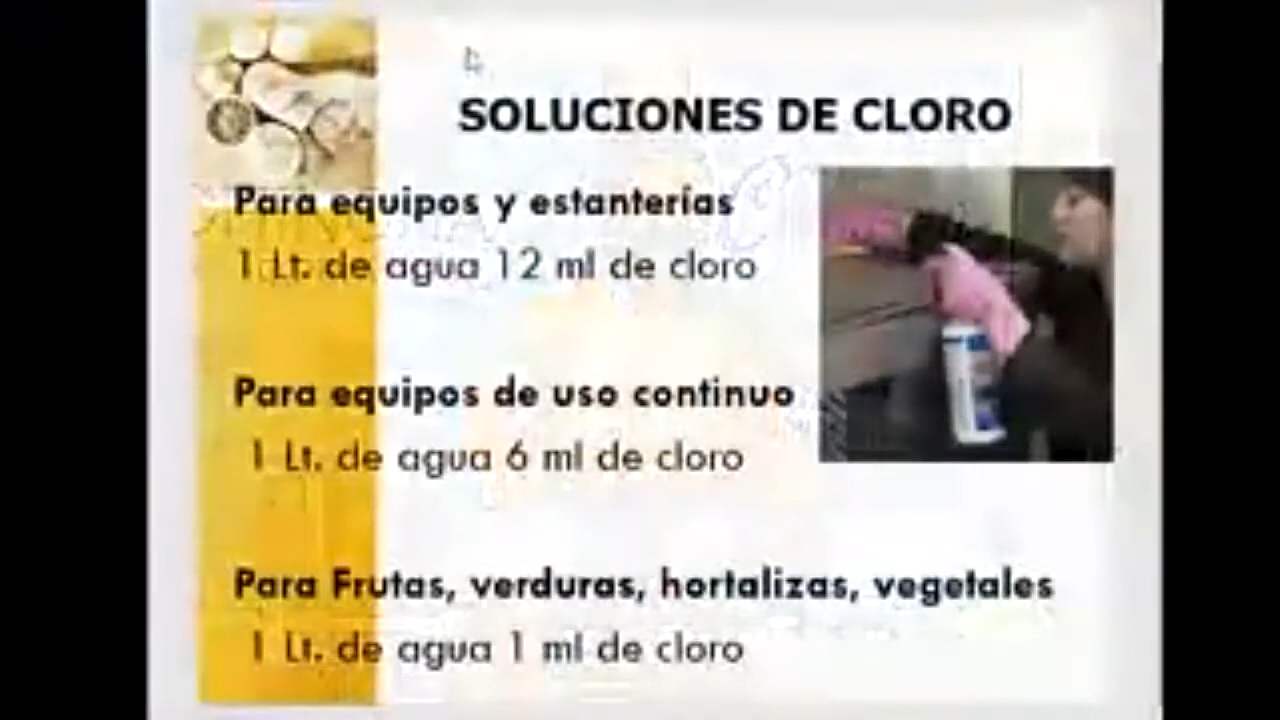 SOLUCIONES DE CLORO
Para equipos y estanterías
1 Lt. de agua 12 ml de cloro
Para equipos de uso continuo
1 Lt. de agua 6 ml de cloro
Para Frutas, verduras, hortalizas, vegetales
1 Lt. de agua 1 ml de cloro